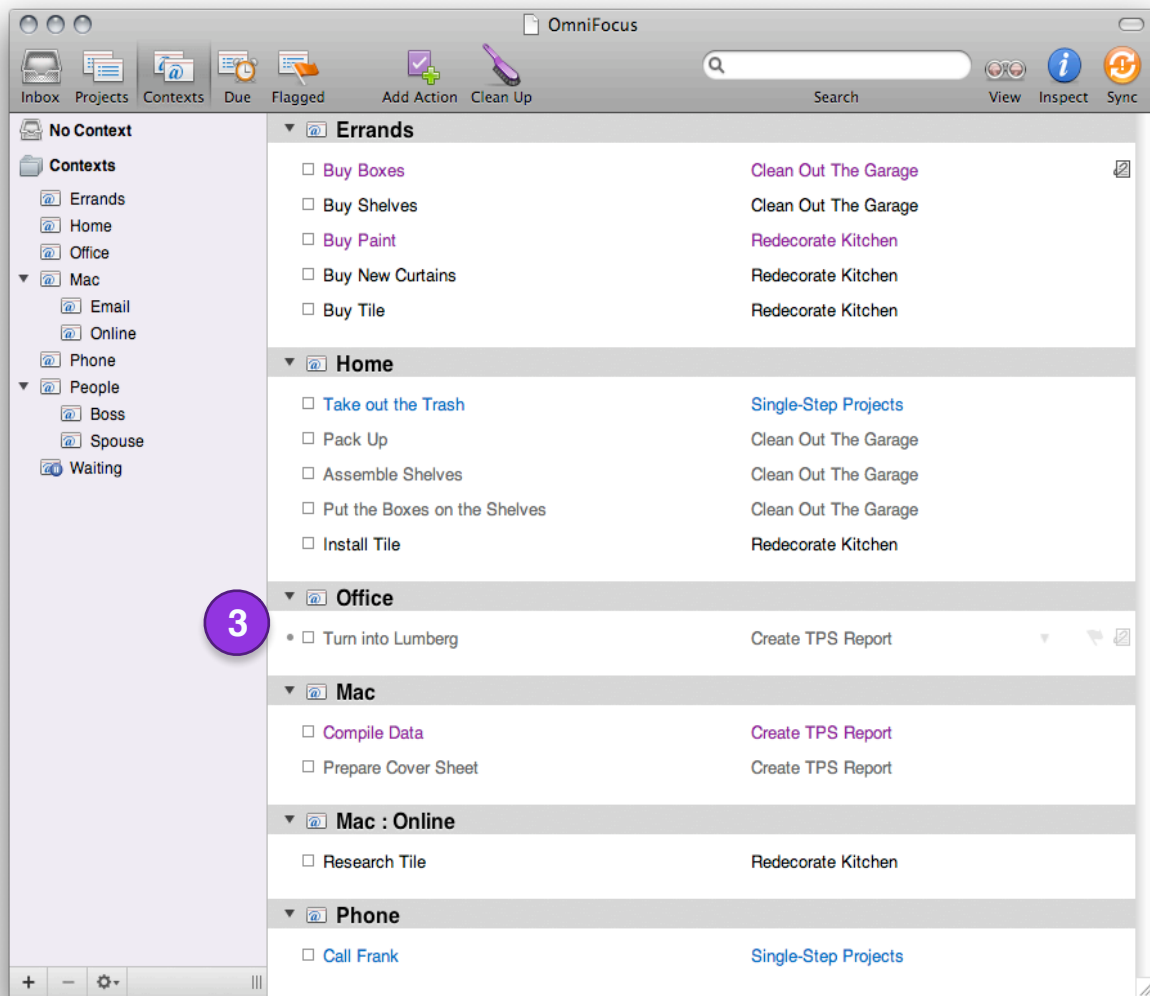 OmniFocus
Inbox Projects Contexts Due Flagged Add Action Clean Up Search View Inspect Sync
No Context
Contexts
Errands
Home
Office
Mac
Email
Online
Phone
People
Boss
Spouse
Waiting
Errands
Buy Boxes Clean Out The Garage
Buy Shelves Clean Out The Garage
Buy Paint Redecorate Kitchen
Buy New Curtains Redecorate Kitchen
Buy Tile Redecorate Kitchen
Home
Take out the Trash Single-Step Projects
Pack Up Clean Out The Garage
Assemble Shelves Clean Out The Garage
Put the Boxes on the Shelves Clean Out The Garage
Install Tile Redecorate Kitchen
3
Office
Turn into Lumberg Create TPS Report
Mac
Compile Data Create TPS Report
Prepare Cover Sheet Create TPS Report
Mac : Online
Research Tile Redecorate Kitchen
Phone
Call Frank Single-Step Projects